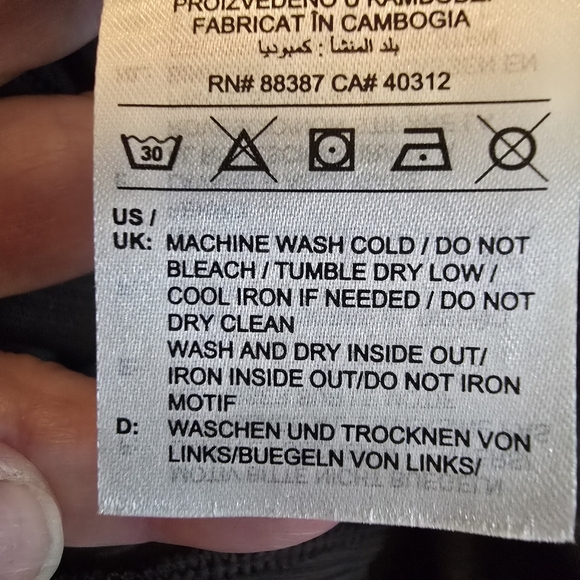 PROIZVEDENO U KAMBODŽI
FABRICAT ÎN CAMBOGIA
بلد المنشأ : كمبوديا
RN# 88387 CA# 40312
30
US /
UK: MACHINE WASH COLD / DO NOT
BLEACH / TUMBLE DRY LOW /
COOL IRON IF NEEDED / DO NOT
DRY CLEAN
WASH AND DRY INSIDE OUT/
IRON INSIDE OUT/DO NOT IRON
MOTIF
D: WASCHEN UND TROCKNEN VON
LINKS/BUEGELN VON LINKS/